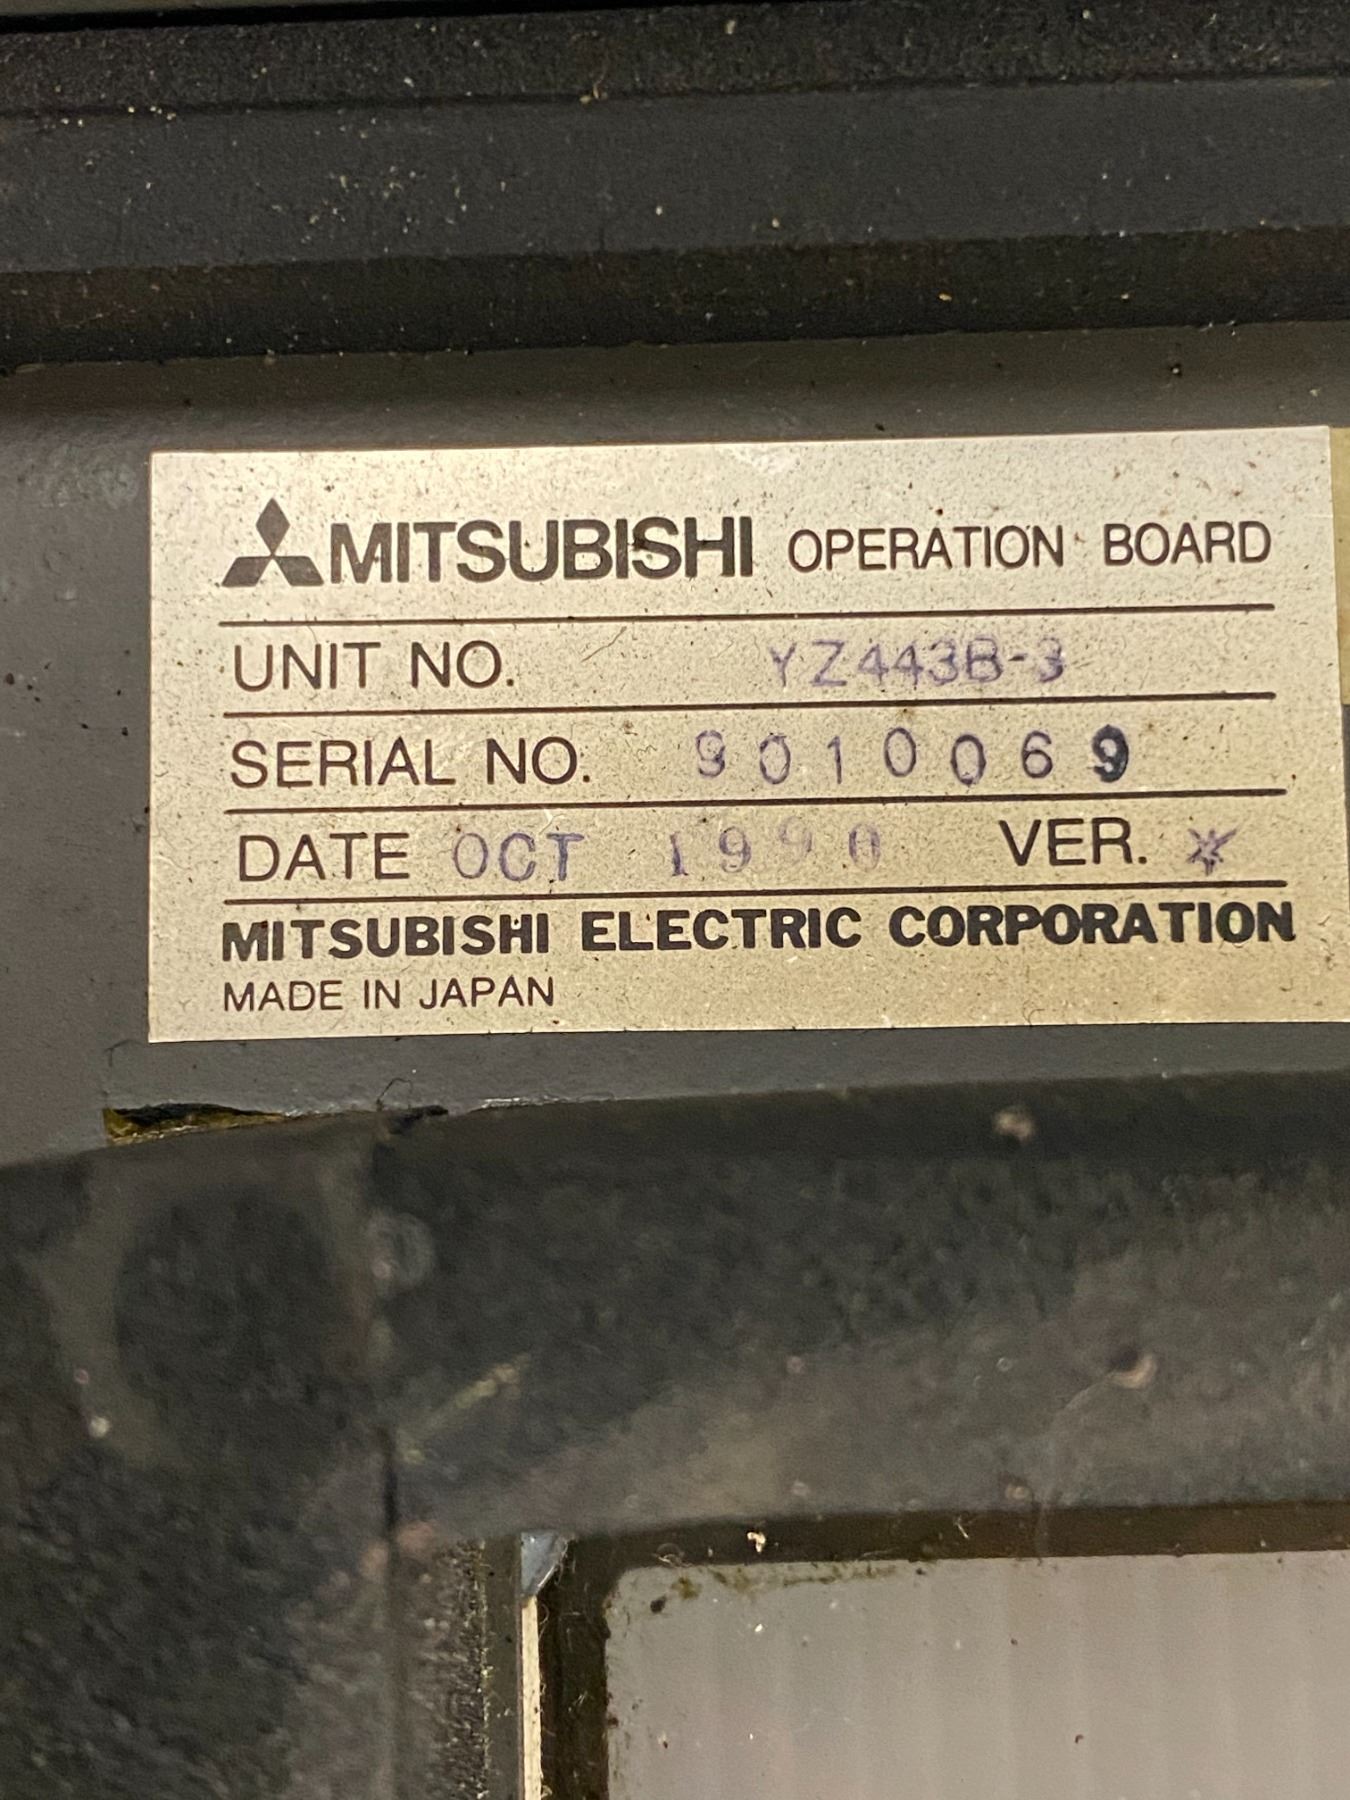 MITSUBISHI OPERATION BOARD
UNIT NO. YZ443B-3
SERIAL NO. 9010069
DATE OCT 1990 VER. *
MITSUBISHI ELECTRIC CORPORATION
MADE IN JAPAN